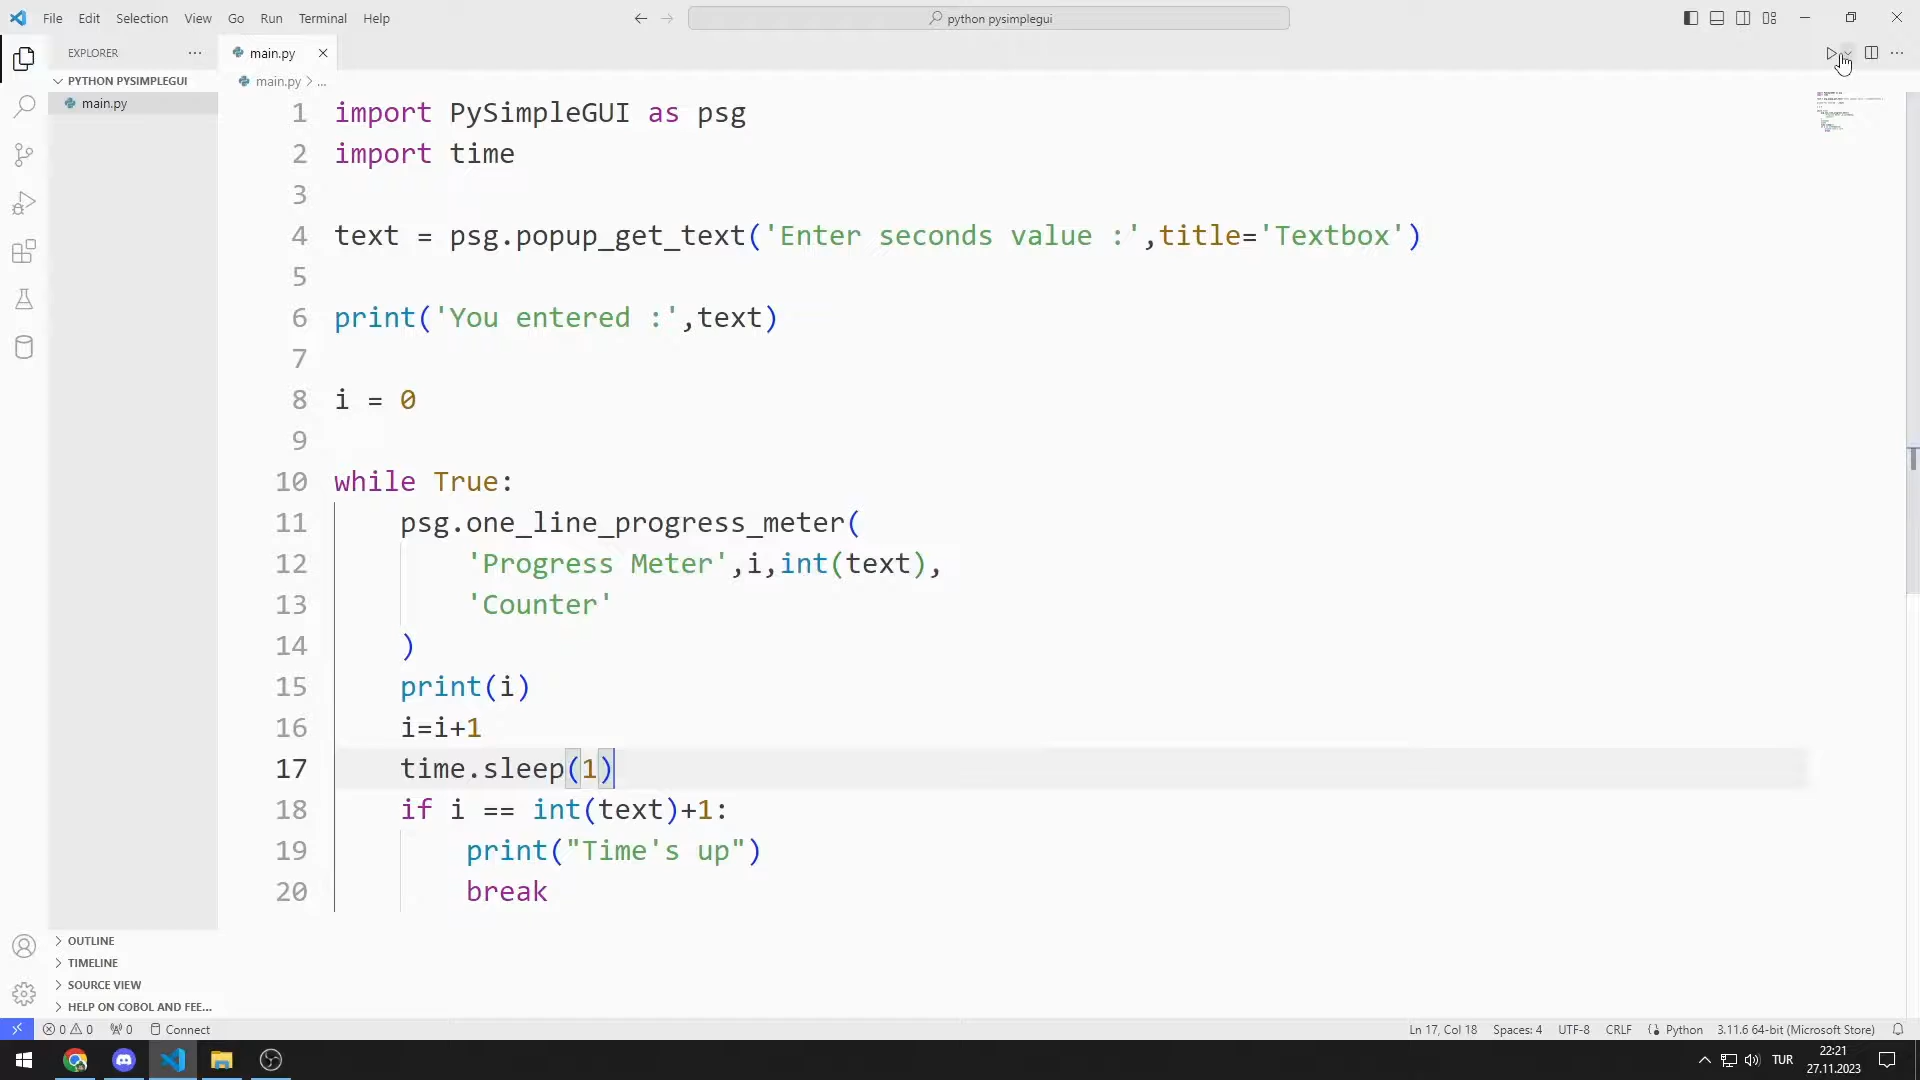 File Edit Selection View Go Run Terminal Help
python pysimplegui
EXPLORER
main.py
PYTHON PYSIMPLEGUI
main.py
main.py > ...
1 import PySimpleGUI as psg
2 import time
3
4 text = psg.popup_get_text('Enter seconds value :',title='Textbox')
5
6 print('You entered :',text)
7
8 i = 0
9
10 while True:
11 psg.one_line_progress_meter(
12 'Progress Meter',i,int(text),
13 'Counter'
14 )
15 print(i)
16 i=i+1
17 time.sleep(1)
18 if i == int(text)+1:
19 print("Time's up")
20 break
OUTLINE
TIMELINE
SOURCE VIEW
HELP ON COBOL AND FEE...
0 0 0 Connect
Ln 17, Col 18 Spaces: 4 UTF-8 CRLF Python 3.11.6 64-bit (Microsoft Store)
TUR
22:21
27.11.2023